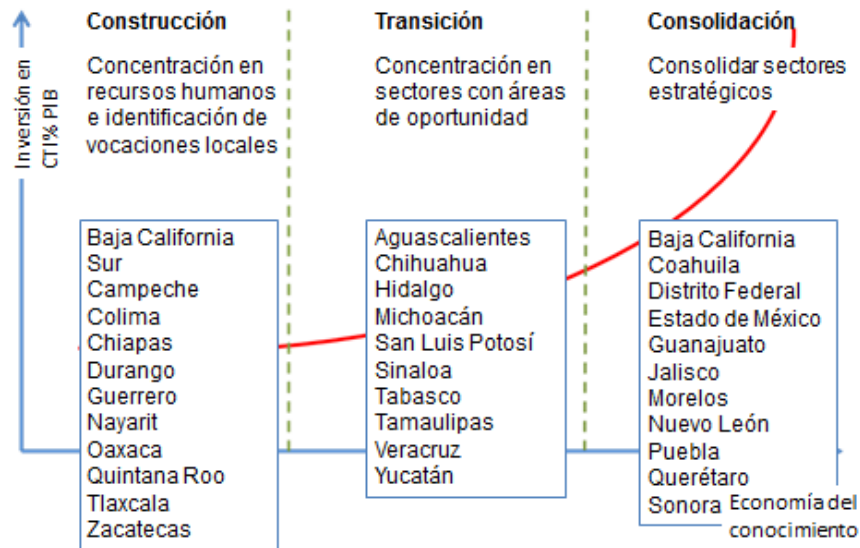 Inversión en
CTI% PIB
Construcción
Concentración en
recursos humanos
e identificación de
vocaciones locales
Baja California
Sur
Campeche
Colima
Chiapas
Durango
Guerrero
Nayarit
Oaxaca
Quintana Roo
Tlaxcala
Zacatecas
Transición
Concentración en
sectores con áreas
de oportunidad
Aguascalientes
Chihuahua
Hidalgo
Michoacán
San Luis Potosí
Sinaloa
Tabasco
Tamaulipas
Veracruz
Yucatán
Consolidación
Consolidar sectores
estratégicos
Baja California
Coahuila
Distrito Federal
Estado de México
Guanajuato
Jalisco
Morelos
Nuevo León
Puebla
Querétaro
Sonora
Economía del
conocimiento